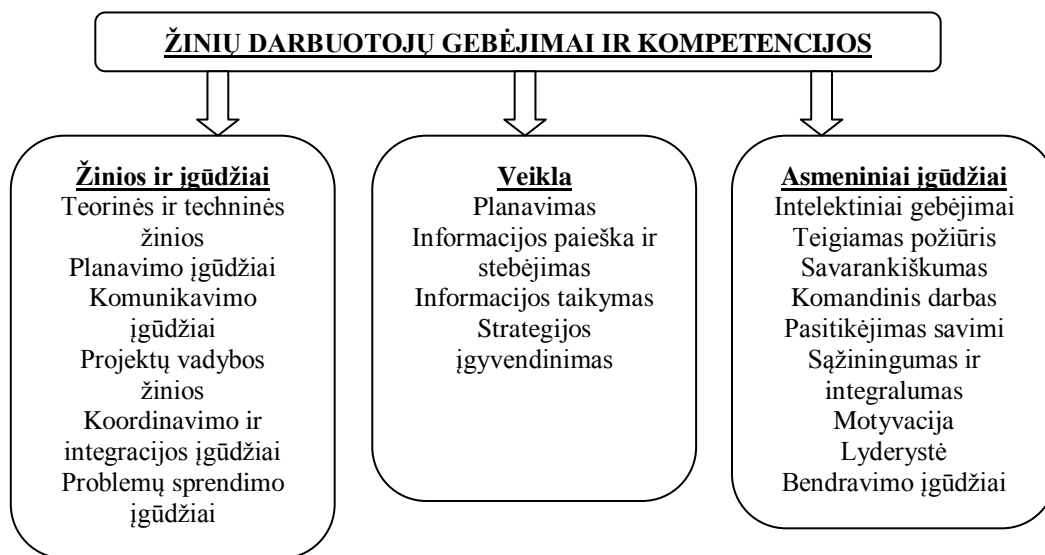 ŽINIŲ DARBUOTOJŲ GEBĖJIMAI IR KOMPETENCIJOS
Žinios ir įgūdžiai
Teorinės ir techninės
žinios
Planavimo įgūdžiai
Komunikavimo
įgūdžiai
Projektų vadybos
žinios
Koordinavimo ir
integracijos įgūdžiai
Problemų sprendimo
įgūdžiai
Veikla
Planavimas
Informacijos paieška ir
stebėjimas
Informacijos taikymas
Strategijos
įgyvendinimas
Asmeniniai įgūdžiai
Intelektiniai gebėjimai
Teigiamas požiūris
Savarankiškumas
Komandinis darbas
Pasitikėjimas savimi
Sąžiningumas ir
integralumas
Motyvacija
Lyderystė
Bendravimo įgūdžiai